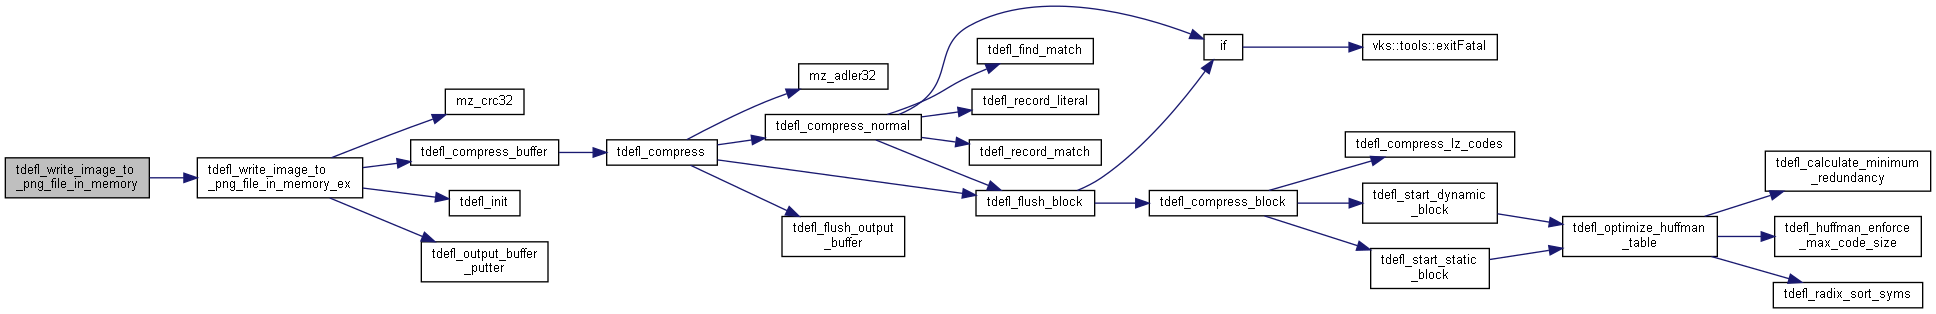 tdefl_write_image_to
_png_file_in_memory
tdefl_write_image_to
_png_file_in_memory_ex
mz_crc32
tdefl_compress_buffer
tdefl_init
tdefl_output_buffer
_putter
tdefl_compress
mz_adler32
tdefl_compress_normal
tdefl_flush_output
_buffer
tdefl_find_match
tdefl_record_literal
tdefl_record_match
tdefl_flush_block
if
tdefl_compress_block
vks::tools::exitFatal
tdefl_compress_lz_codes
tdefl_start_dynamic
_block
tdefl_start_static
_block
tdefl_optimize_huffman
_table
tdefl_calculate_minimum
_redundancy
tdefl_huffman_enforce
_max_code_size
tdefl_radix_sort_syms